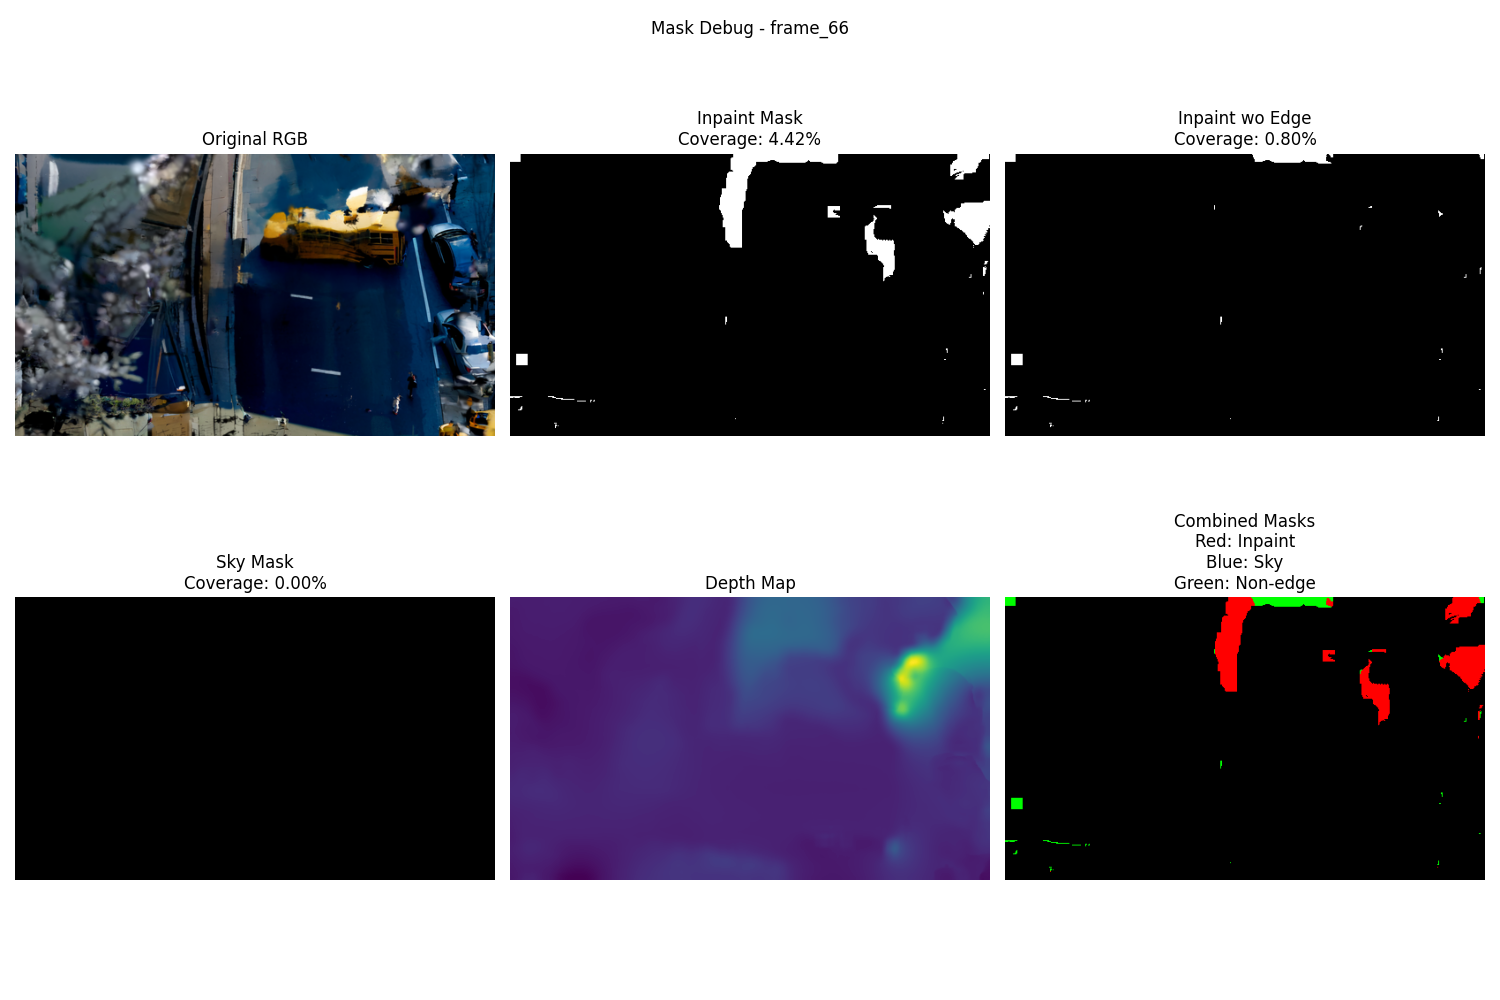 Mask Debug - frame_66
Original RGB
Inpaint Mask
Coverage: 4.42%
Inpaint wo Edge
Coverage: 0.80%
Sky Mask
Coverage: 0.00%
Depth Map
Combined Masks
Red: Inpaint
Blue: Sky
Green: Non-edge